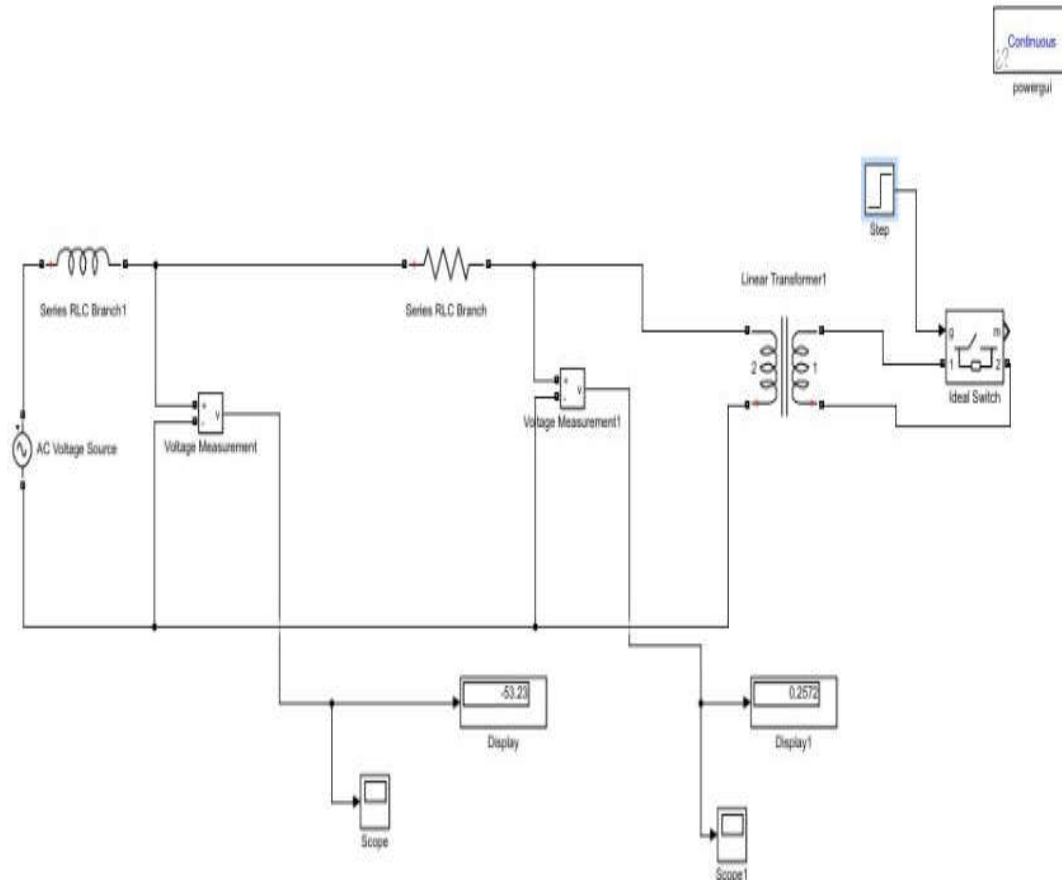 Continuous
powergui
Step
Linear Transformer1
Series RLC Branch1
Series RLC Branch
g
m
1
2
2
1
Ideal Switch
+
-
v
Voltage Measurement
+
-
v
Voltage Measurement1
AC Voltage Source
-53.23
Display
0.2572
Display1
Scope
Scope1